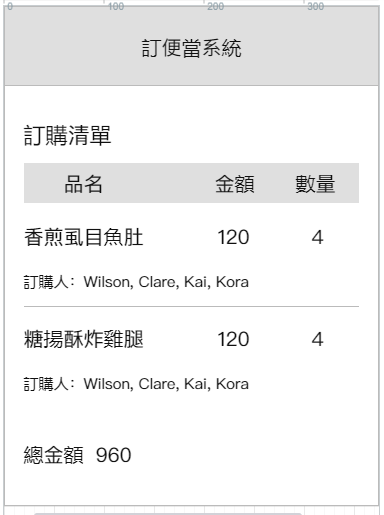 0 100 200 300
訂便當系統
訂購清單
品名 金額 數量
香煎虱目魚肚 120 4
訂購人: Wilson, Clare, Kai, Kora
糖揚酥炸雞腿 120 4
訂購人: Wilson, Clare, Kai, Kora
總金額 960